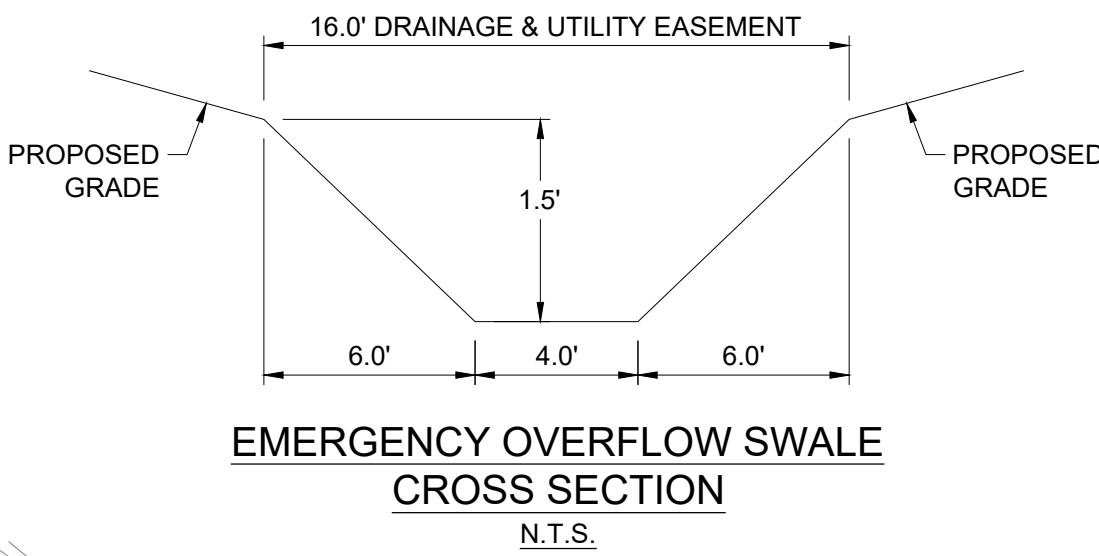 16.0' DRAINAGE & UTILITY EASEMENT
PROPOSED
GRADE
1.5'
PROPOSED
GRADE
6.0'
4.0'
6.0'
EMERGENCY OVERFLOW SWALE
CROSS SECTION
N.T.S.